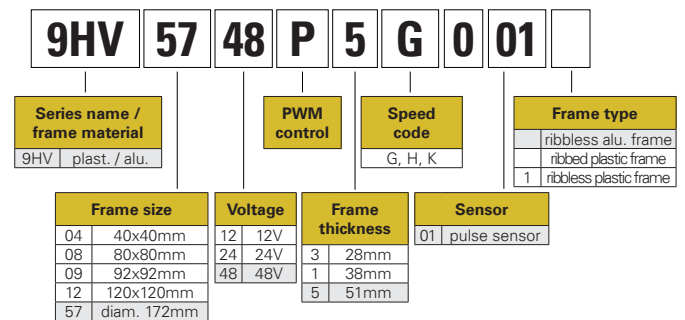 9HV 57 48 P 5 G 0 01
Series name /
frame material
9HV plast. / alu.
PWM
control
Speed
code
G, H, K
Frame type
ribbless alu. frame
ribbed plastic frame
1 ribbless plastic frame
Frame size
04 40x40mm
08 80x80mm
09 92x92mm
12 120x120mm
57 diam. 172mm
Voltage
12 12V
24 24V
48 48V
Frame
thickness
3 28mm
1 38mm
5 51mm
Sensor
01 pulse sensor